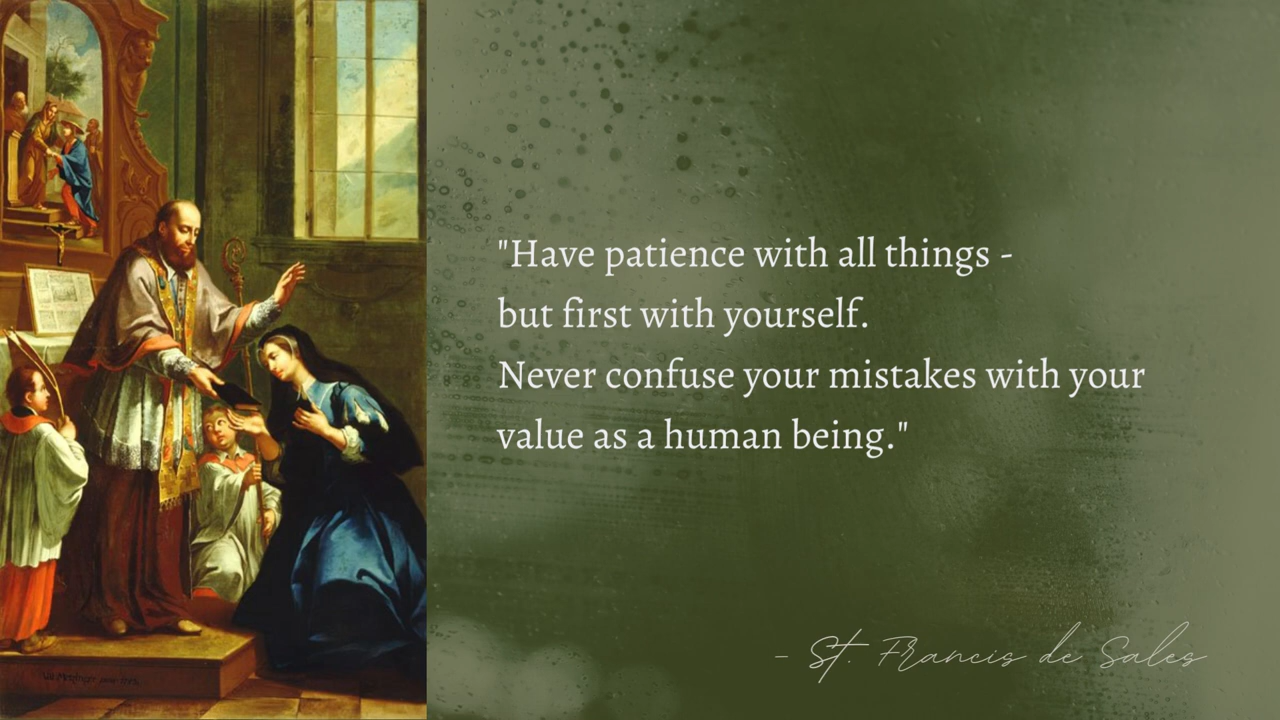 "Have patience with all things -
but first with yourself.
Never confuse your mistakes with your
value as a human being."
- St. Francis de Sales